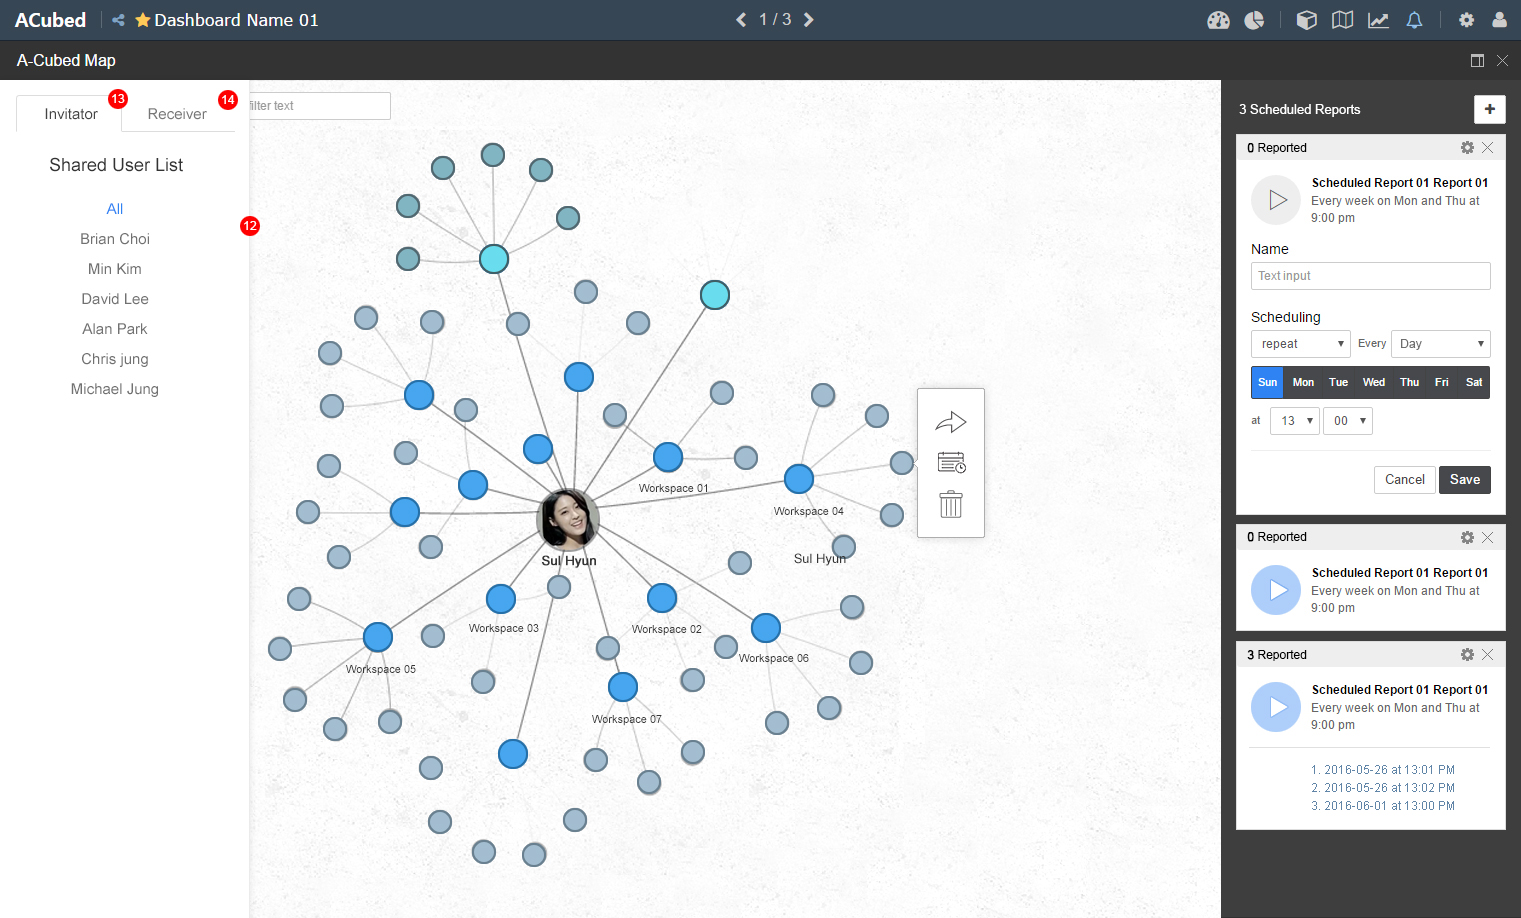 ACubed
Dashboard Name 01
1 / 3
A-Cubed Map
Invitator
13
Receiver
14
filter text
Shared User List
All
Brian Choi
Min Kim
David Lee
Alan Park
Chris jung
Michael Jung
12
Workspace 01
Workspace 04
Sul Hyun
Sul Hyun
Workspace 03
Workspace 02
Workspace 06
Workspace 05
Workspace 07
3 Scheduled Reports
0 Reported
Scheduled Report 01 Report 01
Every week on Mon and Thu at
9:00 pm
Name
Text input
Scheduling
repeat
Every
Day
Sun Mon Tue Wed Thu Fri Sat
at
13
00
Cancel
Save
0 Reported
Scheduled Report 01 Report 01
Every week on Mon and Thu at
9:00 pm
3 Reported
Scheduled Report 01 Report 01
Every week on Mon and Thu at
9:00 pm
1. 2016-05-26 at 13:01 PM
2. 2016-05-26 at 13:02 PM
3. 2016-06-01 at 13:00 PM